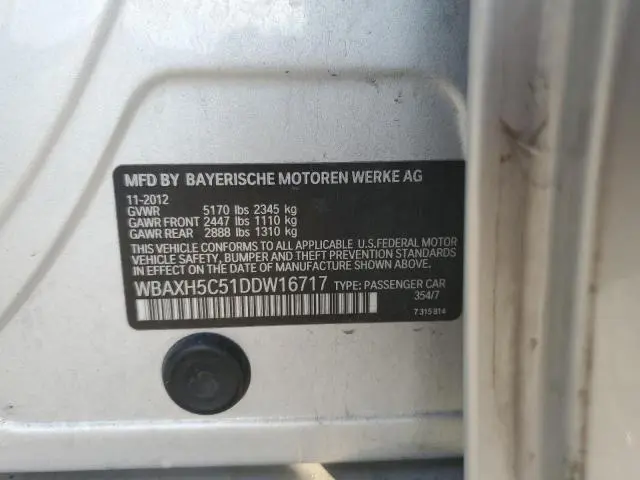 MFD BY BAYERISCHE MOTOREN WERKE AG
11-2012
GVWR 5170 lbs 2345 kg
GAWR FRONT 2447 lbs 1110 kg
GAWR REAR 2888 lbs 1310 kg
THIS VEHICLE CONFORMS TO ALL APPLICABLE U.S.FEDERAL MOTOR
VEHICLE SAFETY, BUMPER AND THEFT PREVENTION STANDARDS
IN EFFECT ON THE DATE OF MANUFACTURE SHOWN ABOVE.
WBAXH5C51DDW16717 TYPE: PASSENGER CAR
354/7
7 315 814